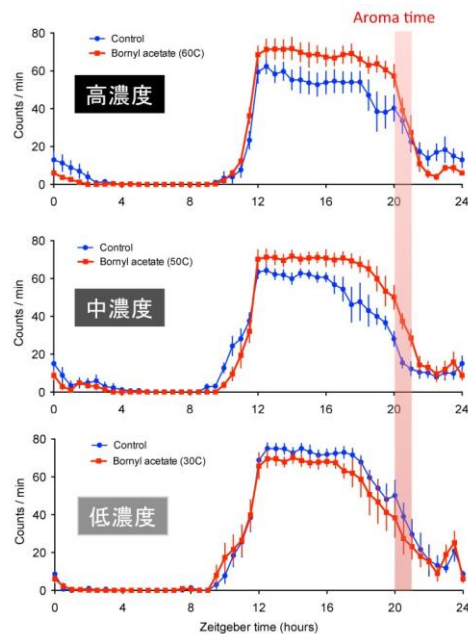 Aroma time
80
Control
Bornyl acetate (60C)
60
高濃度
40
20
0
0
4
8
12
16
20
24
Counts / min
80
Control
Bornyl acetate (50C)
60
中濃度
40
20
0
0
4
8
12
16
20
24
Counts / min
80
Control
Bornyl acetate (30C)
60
低濃度
40
20
0
0
4
8
12
16
20
24
Counts / min
Zeitgeber time (hours)